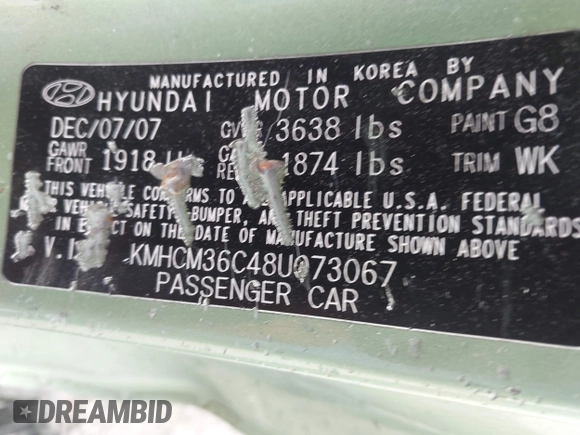 MANUFACTURED IN KOREA BY
HYUNDAI MOTOR COMPANY
DEC/07/07 3638 lbs PAINT G8
GAWR FRONT 1918 1874 lbs TRIM WK
THIS TO APPLICABLE U.S.A. FEDERAL
SAFETY, BUMPER, AND THEFT PREVENTION STANDARDS
IN EFFECT ON THE DATE OF MANUFACTURE SHOWN ABOVE
KMHCM36C48U073067
PASSENGER CAR
DREAMBID